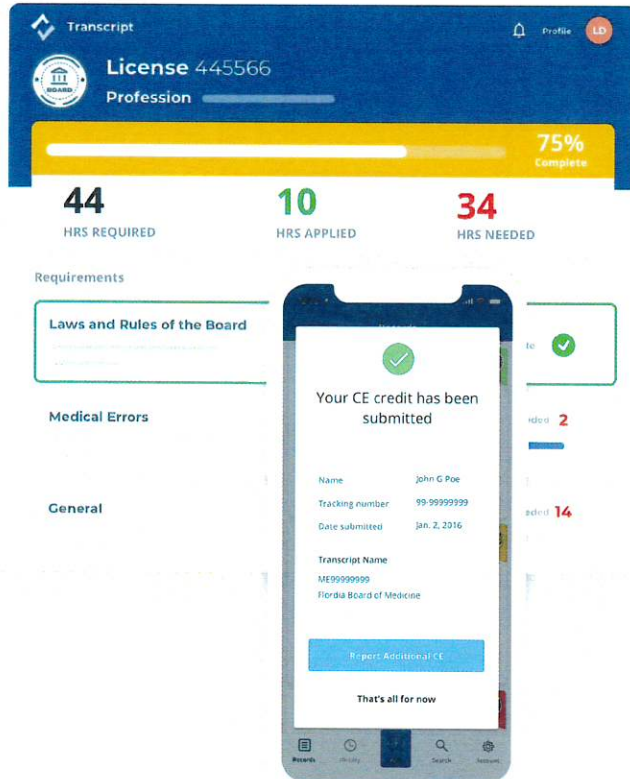 Transcript
Profile LD
BOARD
License 445566
Profession
75%
Complete
44
HRS REQUIRED
10
HRS APPLIED
34
HRS NEEDED
Requirements
Laws and Rules of the Board
Medical Errors
2
General
14
Your CE credit has been
submitted
Name John G Poe
Tracking number 99-99999999
Date submitted Jan. 2, 2016
Transcript Name
ME99999999
Flordia Board of Medicine
Report Additional CE
That's all for now
Records
Search
Account